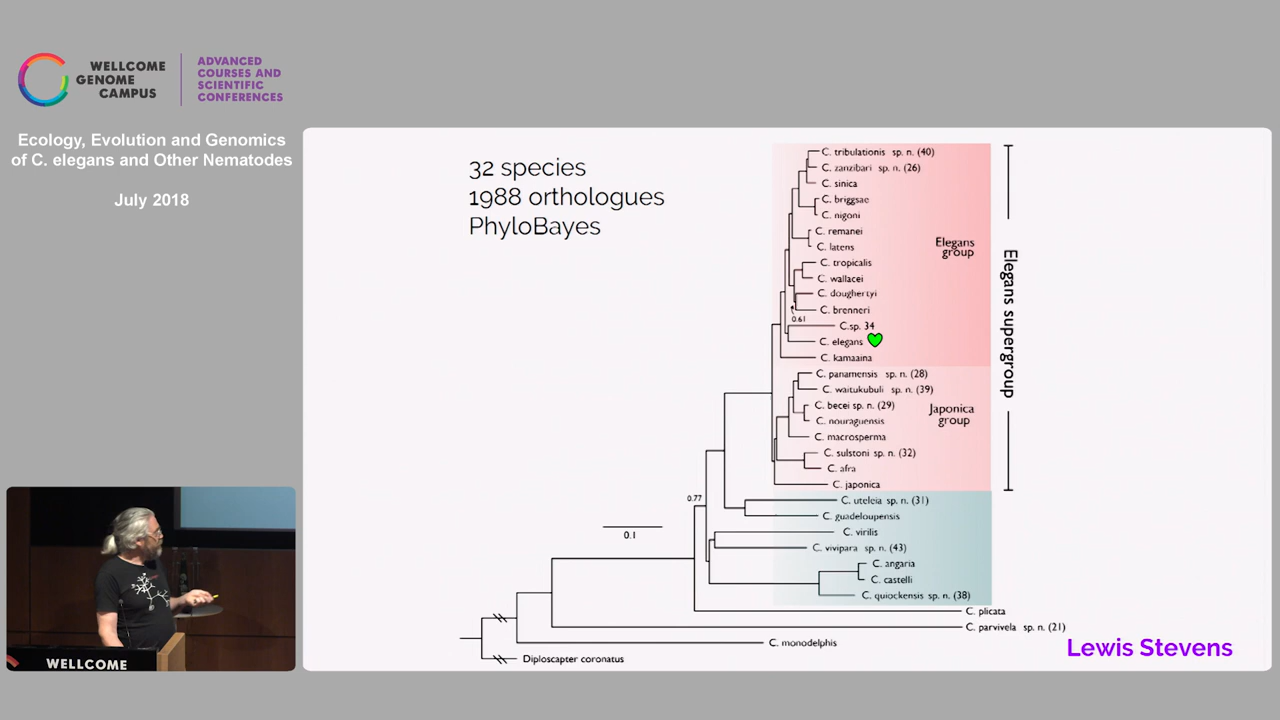 WELLCOME
GENOME
CAMPUS
ADVANCED
COURSES AND
SCIENTIFIC
CONFERENCES
Ecology, Evolution and Genomics
of C. elegans and Other Nematodes
July 2018
32 species
1988 orthologues
PhyloBayes
C. tribulationis sp. n. (40)
C. zanzibari sp. n. (26)
C. sinica
C. briggsae
C. nigoni
C. remanei
C. latens
C. tropicalis
C. wallacei
C. doughertyi
C. brenneri
0.61
C.sp. 34
C. elegans
C. kamaaina
Elegans
group
C. panamensis sp. n. (28)
C. waitukubuli sp. n. (39)
C. becei sp. n. (29)
C. nouraguensis
C. macrosperma
C. sulstoni sp. n. (32)
C. afra
C. japonica
Japonica
group
Elegans supergroup
0.77
C. uteleia sp. n. (31)
C. guadeloupensis
C. virilis
C. vivipara sp. n. (43)
C. angaria
C. castelli
C. quiockensis sp. n. (38)
0.1
C. plicata
C. parvivela sp. n. (21)
C. monodelphis
Diploscapter coronatus
Lewis Stevens
WELLCOME